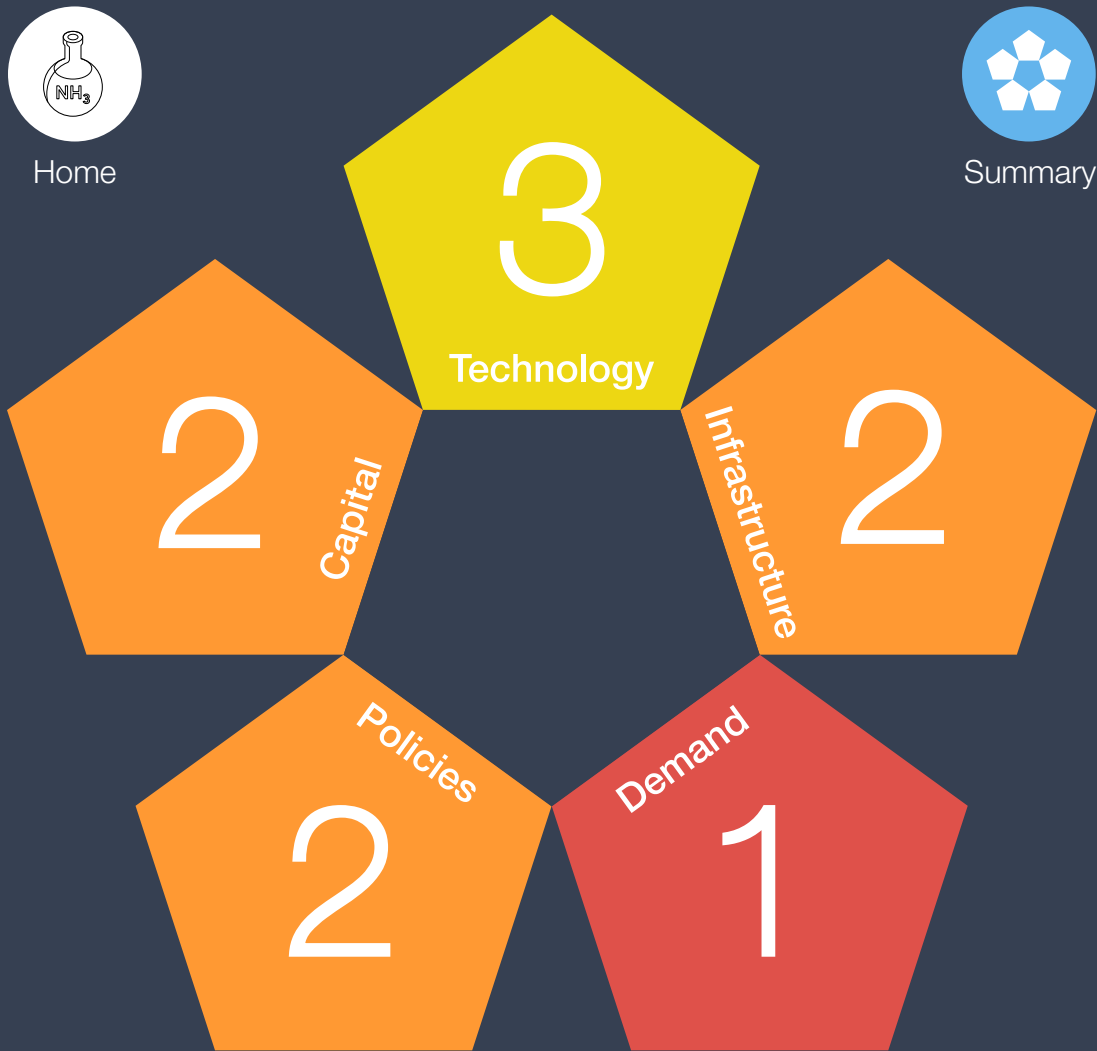 NH3
Home
Summary
3
Technology
2
Capital
2
Infrastructure
2
Policies
1
Demand